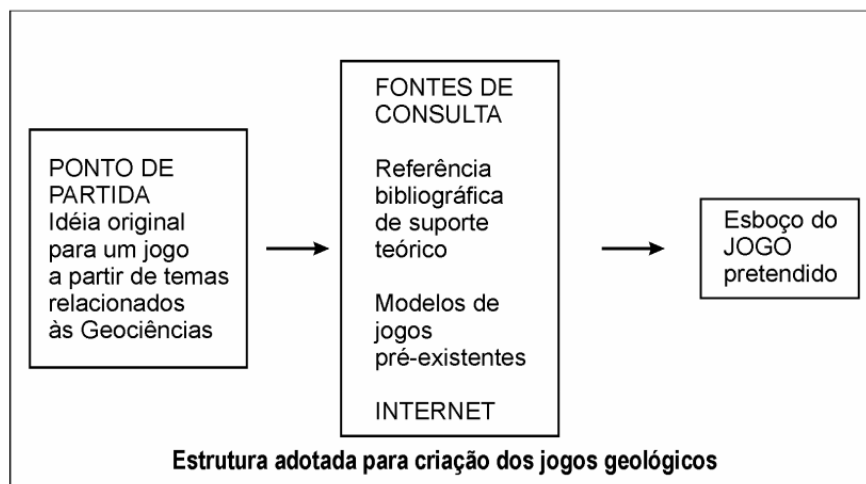 PONTO DE
PARTIDA
Idéia original
para um jogo
a partir de temas
relacionados
às Geociências
FONTES DE
CONSULTA
Referência
bibliográfica
de suporte
teórico
Modelos de
jogos
pré-existentes
INTERNET
Esboço do
JOGO
pretendido
Estrutura adotada para criação dos jogos geológicos